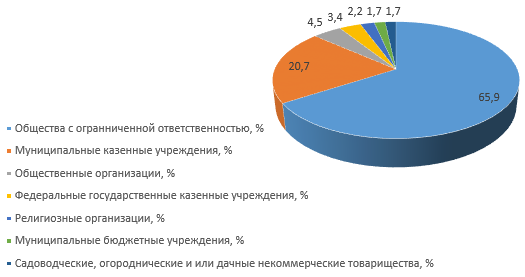 2,2
1,7
1,7
3,4
4,5
20,7
65,9
Общества с ограниченной ответственностью, %
Муниципальные казенные учреждения, %
Общественные организации, %
Федеральные государственные казенные учреждения, %
Религиозные организации, %
Муниципальные бюджетные учреждения, %
Садоводческие, огороднические и или дачные некоммерческие товарищества, %